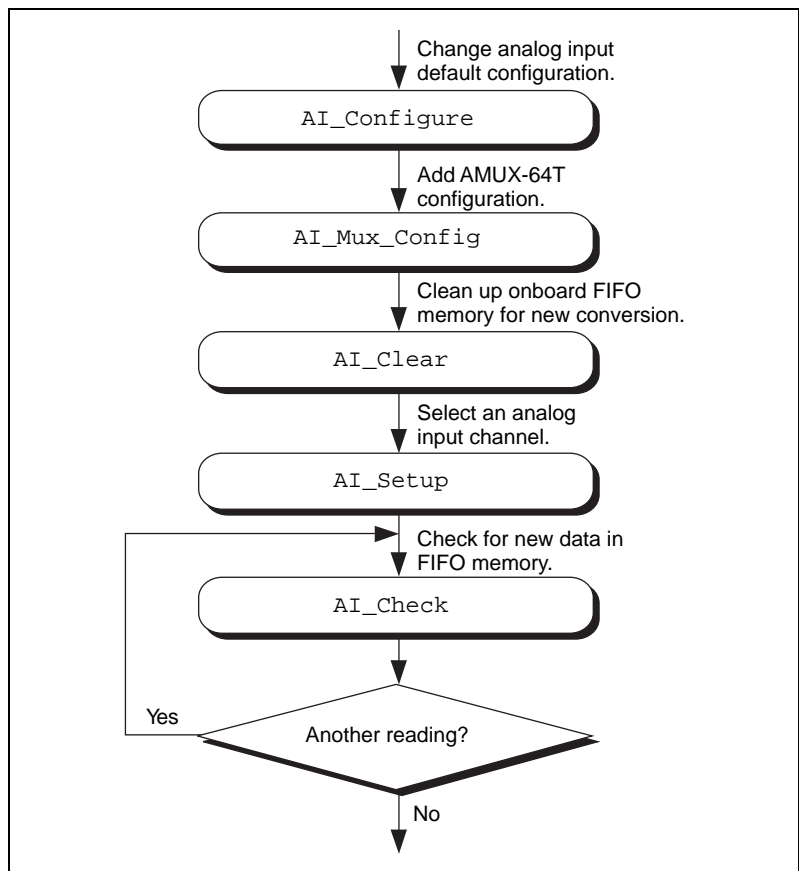 Change analog input
default configuration.
AI_Configure
Add AMUX-64T
configuration.
AI_Mux_Config
Clean up onboard FIFO
memory for new conversion.
AI_Clear
Select an analog
input channel.
AI_Setup
Check for new data in
FIFO memory.
AI_Check
Yes
Another reading?
No